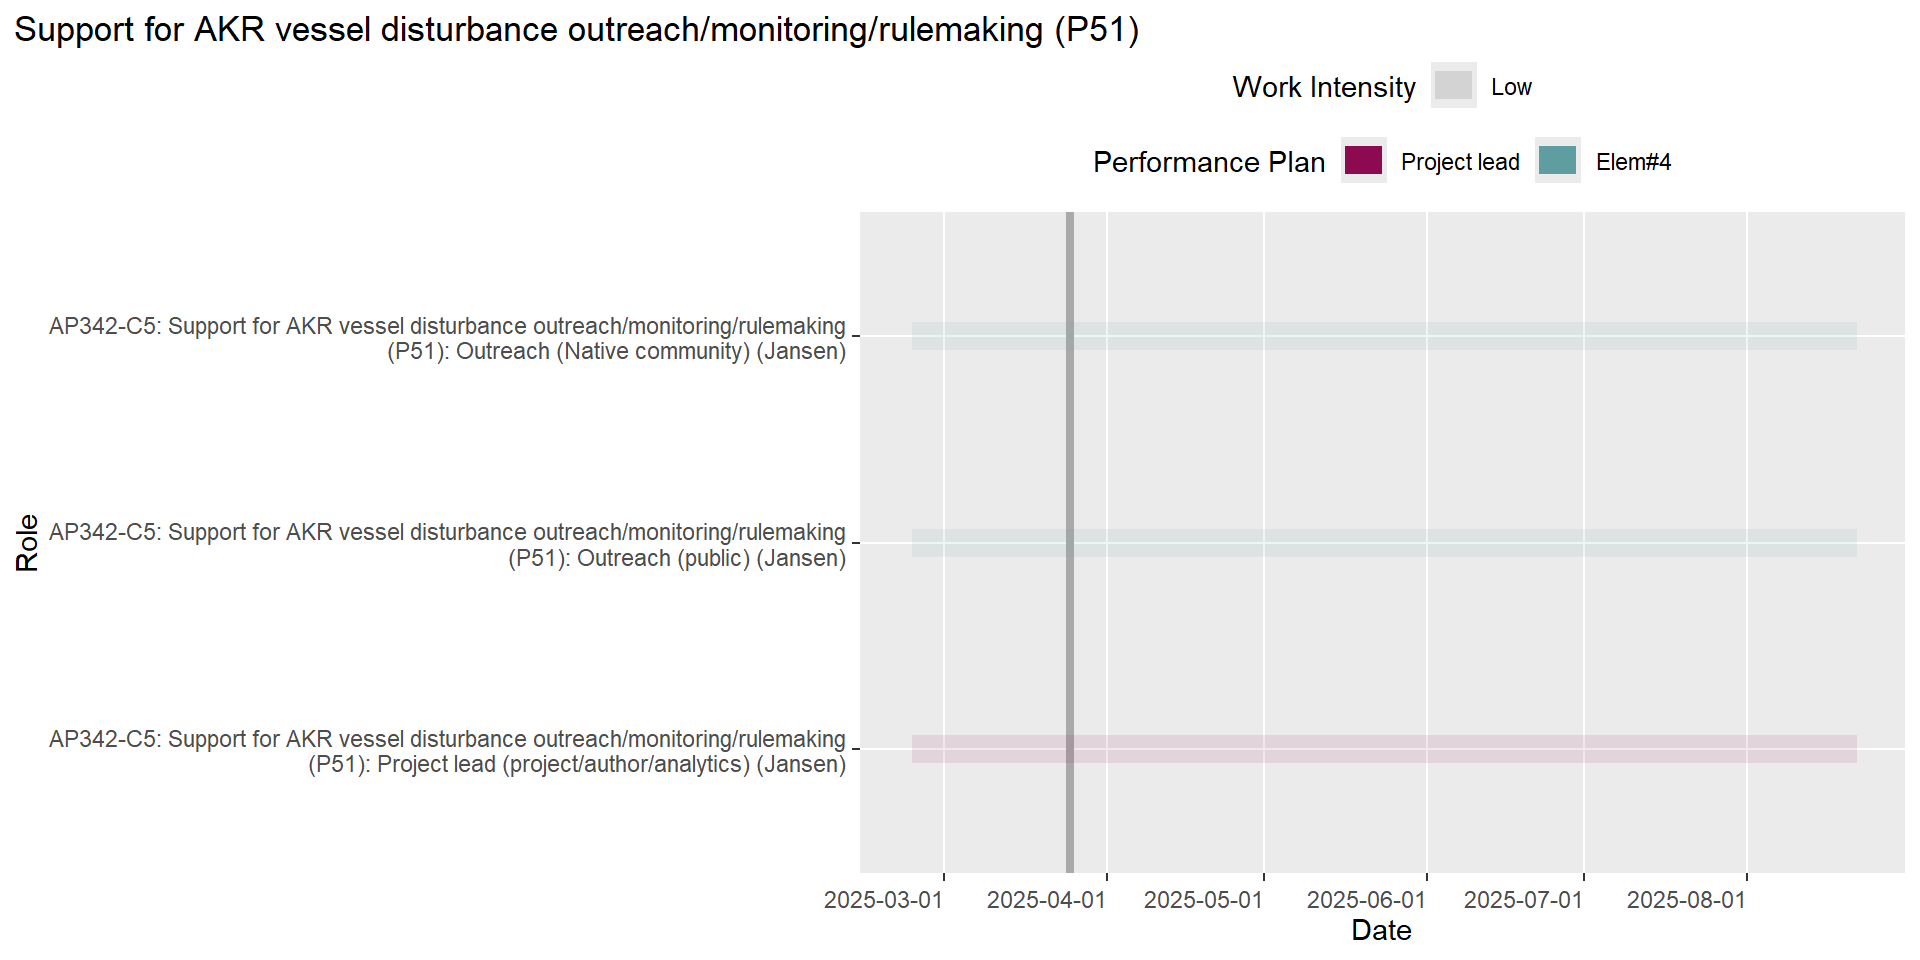 Support for AKR vessel disturbance outreach/monitoring/rulemaking (P51)
Work Intensity Low
Performance Plan Project lead Elem#4
Role
AP342-C5: Support for AKR vessel disturbance outreach/monitoring/rulemaking
(P51): Outreach (Native community) (Jansen)
AP342-C5: Support for AKR vessel disturbance outreach/monitoring/rulemaking
(P51): Outreach (public) (Jansen)
AP342-C5: Support for AKR vessel disturbance outreach/monitoring/rulemaking
(P51): Project lead (project/author/analytics) (Jansen)
2025-03-01 2025-04-01 2025-05-01 2025-06-01 2025-07-01 2025-08-01
Date